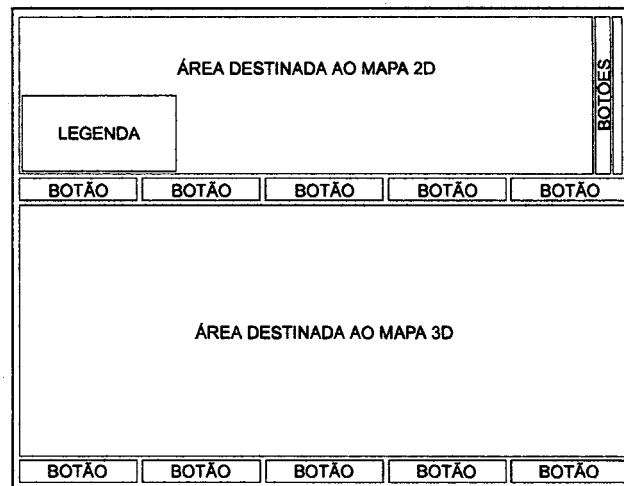 ÁREA DESTINADA AO MAPA 2D
BOTÕES
LEGENDA
BOTÃO BOTÃO BOTÃO BOTÃO BOTÃO
ÁREA DESTINADA AO MAPA 3D
BOTÃO BOTÃO BOTÃO BOTÃO BOTÃO